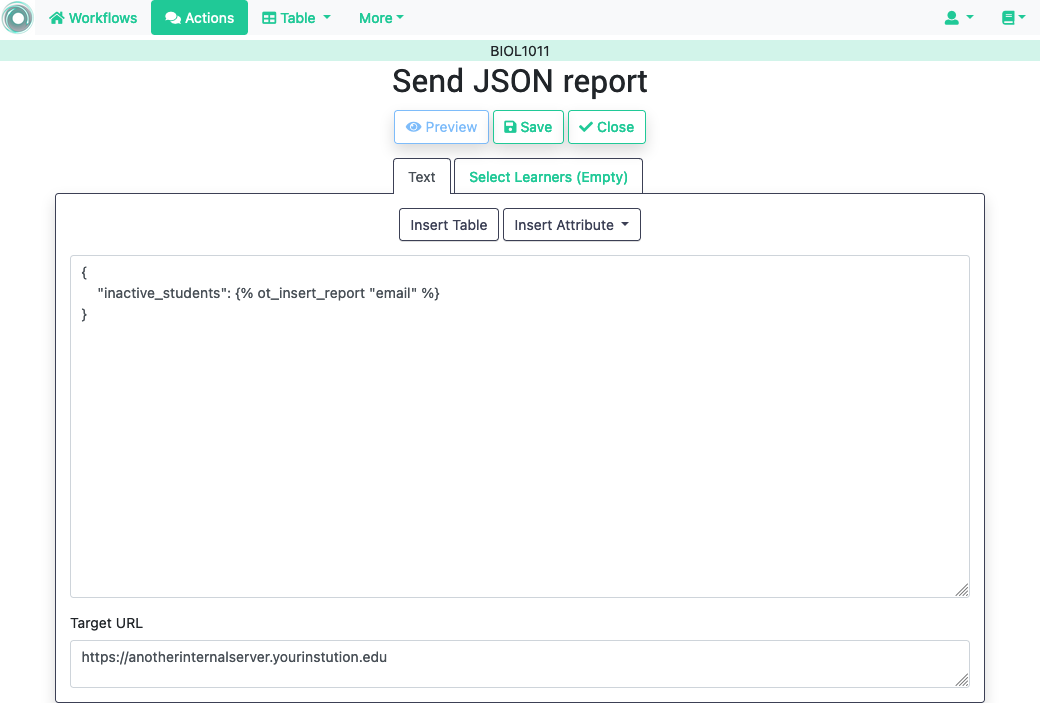 Workflows Actions Table More
BIOL1011
Send JSON report
Preview Save Close
Text Select Learners (Empty)
Insert Table Insert Attribute
{
    "inactive_students": {% ot_insert_report "email" %}
}
Target URL
https://anotherinternalserver.yourinstution.edu